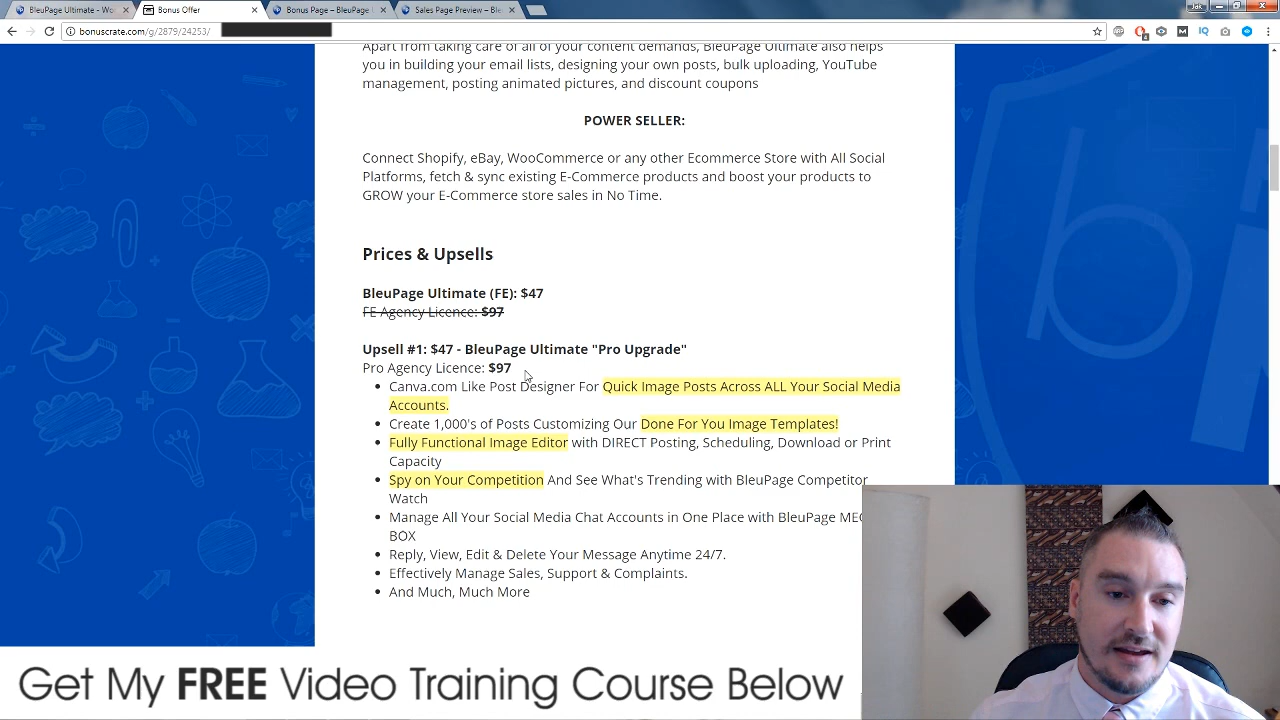 BleuPage Ultimate - Wo
Bonus Offer
Bonus Page – BleuPage U
Sales Page Preview – Ble
Jak
bonuscrate.com/g/2879/24253/
IQ
Apart from taking care of all of your content demands, BleuPage Ultimate also helps
you in building your email lists, designing your own posts, bulk uploading, YouTube
management, posting animated pictures, and discount coupons
POWER SELLER:
Connect Shopify, eBay, WooCommerce or any other Ecommerce Store with All Social
Platforms, fetch & sync existing E-Commerce products and boost your products to
GROW your E-Commerce store sales in No Time.
Prices & Upsells
BleuPage Ultimate (FE): $47
FE Agency Licence: $97
Upsell #1: $47 - BleuPage Ultimate "Pro Upgrade"
Pro Agency Licence: $97
Canva.com Like Post Designer For Quick Image Posts Across ALL Your Social Media
Accounts.
Create 1,000's of Posts Customizing Our Done For You Image Templates!
Fully Functional Image Editor with DIRECT Posting, Scheduling, Download or Print
Capacity
Spy on Your Competition And See What's Trending with BleuPage Competitor
Watch
Manage All Your Social Media Chat Accounts in One Place with BleuPage
BOX
Reply, View, Edit & Delete Your Message Anytime 24/7.
Effectively Manage Sales, Support & Complaints.
And Much, Much More
Get My FREE Video Training Course Below